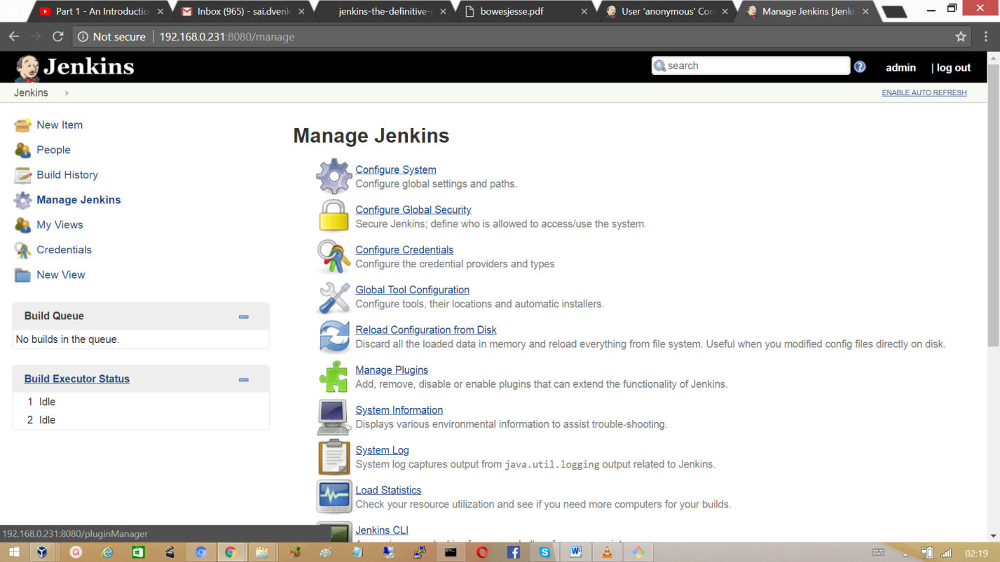 Part 1 - An Introductio
Inbox (965) - sai.dvenk
jenkins-the-definitive-g
bowesjesse.pdf
User ‘anonymous’ Con
Manage Jenkins [Jenki
Not secure
192.168.0.231:8080/manage
Jenkins
search
admin
| log out
Jenkins
ENABLE AUTO REFRESH
New Item
People
Build History
Manage Jenkins
My Views
Credentials
New View
Build Queue
No builds in the queue.
Build Executor Status
1 Idle
2 Idle
Manage Jenkins
Configure System
Configure global settings and paths.
Configure Global Security
Secure Jenkins; define who is allowed to access/use the system.
Configure Credentials
Configure the credential providers and types
Global Tool Configuration
Configure tools, their locations and automatic installers.
Reload Configuration from Disk
Discard all the loaded data in memory and reload everything from file system. Useful when you modified config files directly on disk.
Manage Plugins
Add, remove, disable or enable plugins that can extend the functionality of Jenkins.
System Information
Displays various environmental information to assist trouble-shooting.
System Log
System log captures output from java.util.logging output related to Jenkins.
Load Statistics
Check your resource utilization and see if you need more computers for your builds.
Jenkins CLI
192.168.0.231:8080/pluginManager
02:19